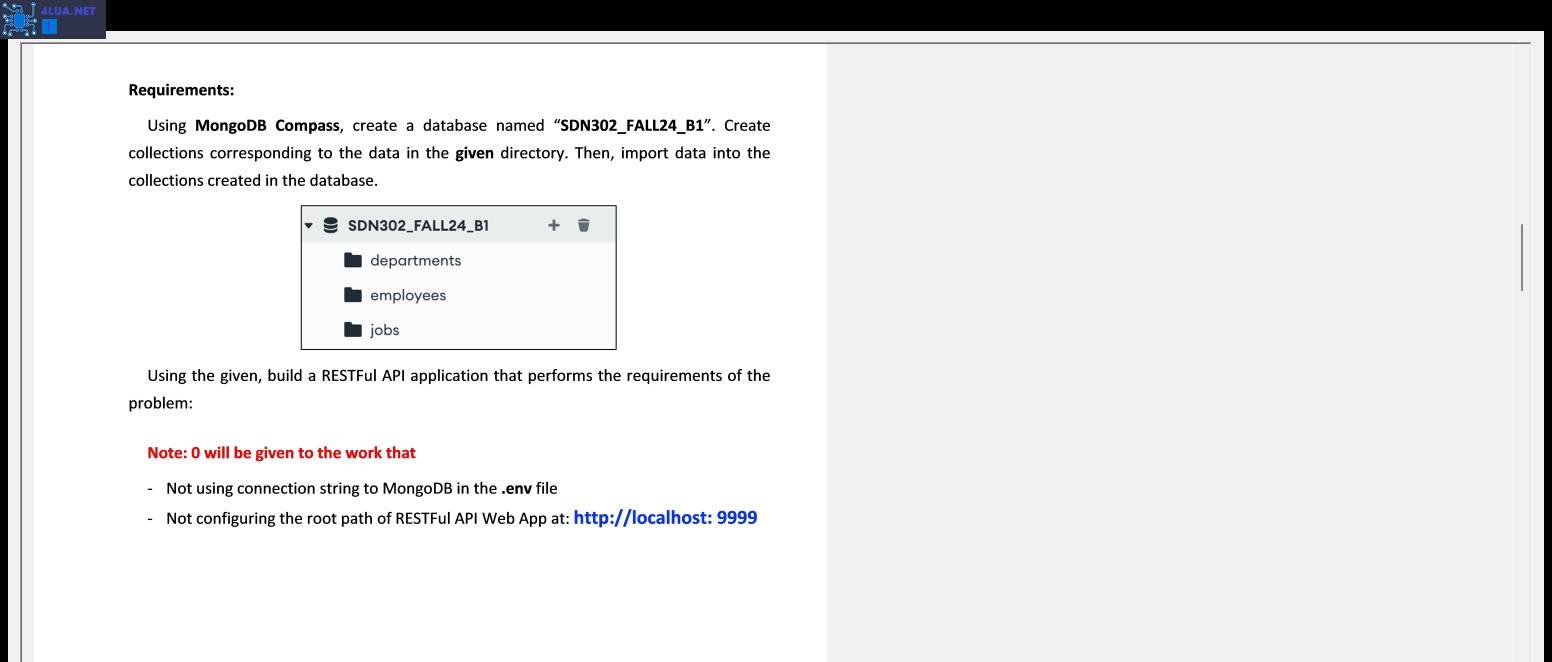 4LUA.NET
Requirements:
Using MongoDB Compass, create a database named “SDN302_FALL24_B1”. Create
collections corresponding to the data in the given directory. Then, import data into the
collections created in the database.
SDN302_FALL24_B1
departments
employees
jobs
Using the given, build a RESTFul API application that performs the requirements of the
problem:
Note: 0 will be given to the work that
- Not using connection string to MongoDB in the .env file
- Not configuring the root path of RESTFul API Web App at: http://localhost: 9999